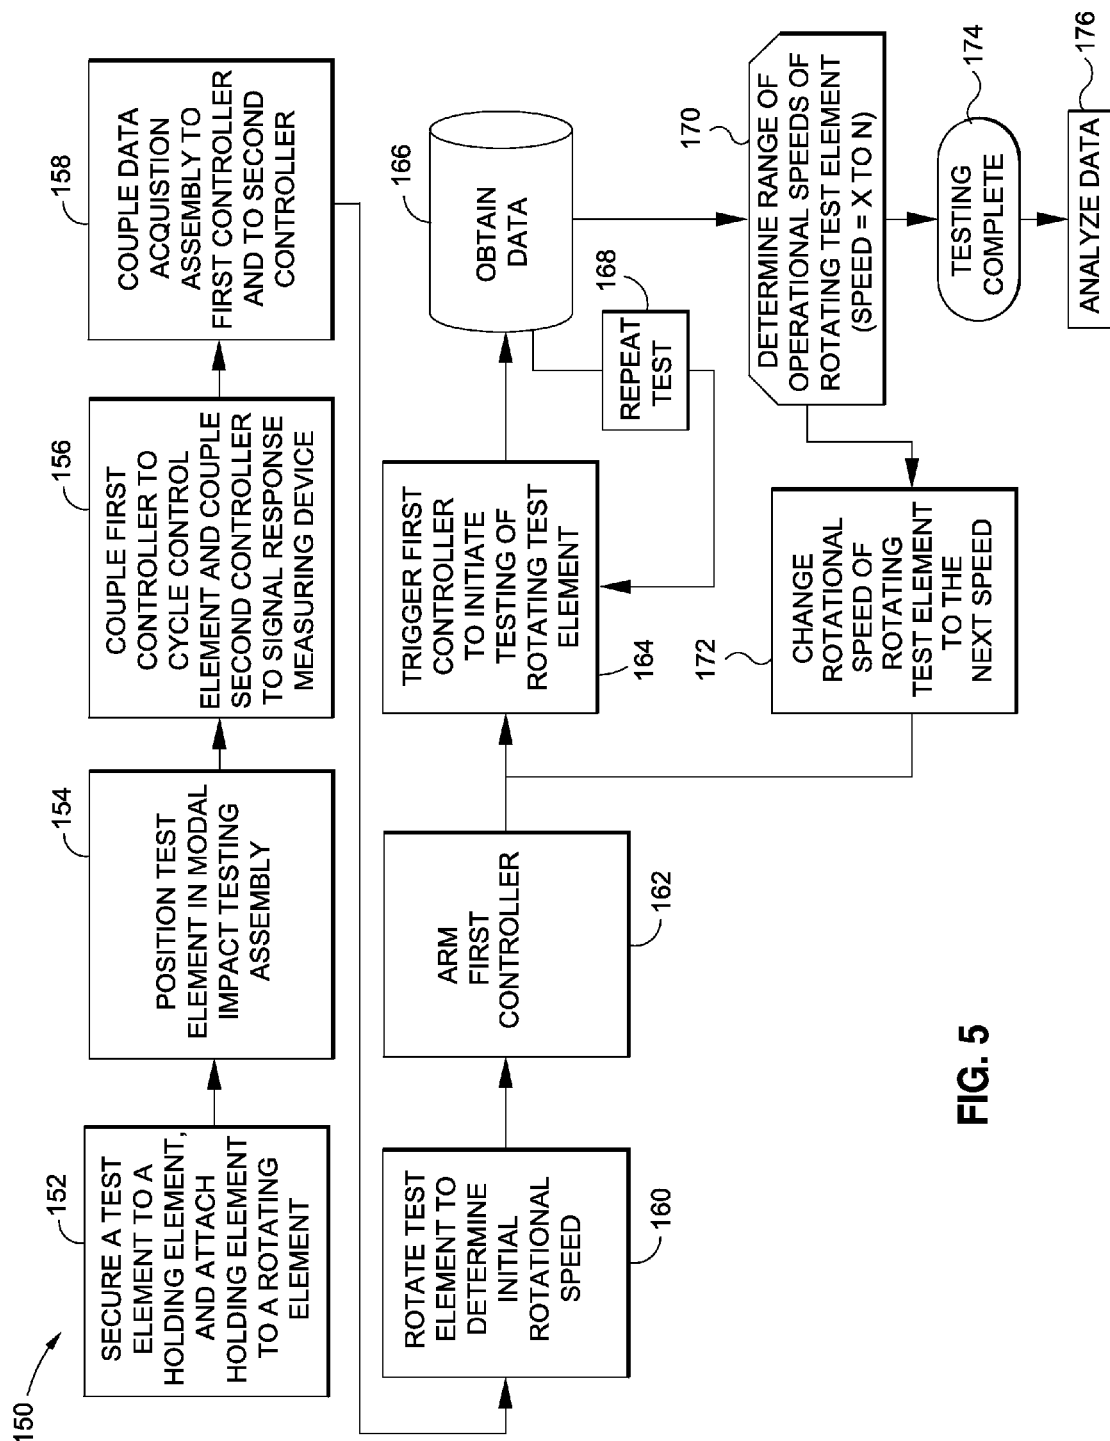 150
152
SECURE A TEST
ELEMENT TO A
HOLDING ELEMENT,
AND ATTACH
HOLDING ELEMENT
TO A ROTATING
ELEMENT
154
POSITION TEST
ELEMENT IN MODAL
IMPACT TESTING
ASSEMBLY
156
COUPLE FIRST
CONTROLLER TO
CYCLE CONTROL
ELEMENT AND COUPLE
SECOND CONTROLLER
TO SIGNAL RESPONSE
MEASURING DEVICE
158
COUPLE DATA
ACQUISTION
ASSEMBLY TO
FIRST CONTROLLER
AND TO SECOND
CONTROLLER
ROTATE TEST
ELEMENT TO
DETERMINE
INITIAL
ROTATIONAL
SPEED
160
ARM
FIRST
CONTROLLER
162
TRIGGER FIRST
CONTROLLER
TO INITIATE
TESTING OF
ROTATING TEST
ELEMENT
164
166
OBTAIN
DATA
168
REPEAT
TEST
170
DETERMINE RANGE OF
OPERATIONAL SPEEDS OF
ROTATING TEST ELEMENT
(SPEED = X TO N)
172
CHANGE
ROTATIONAL
SPEED OF
ROTATING
TEST ELEMENT
TO THE
NEXT SPEED
174
TESTING
COMPLETE
176
ANALYZE DATA
FIG. 5